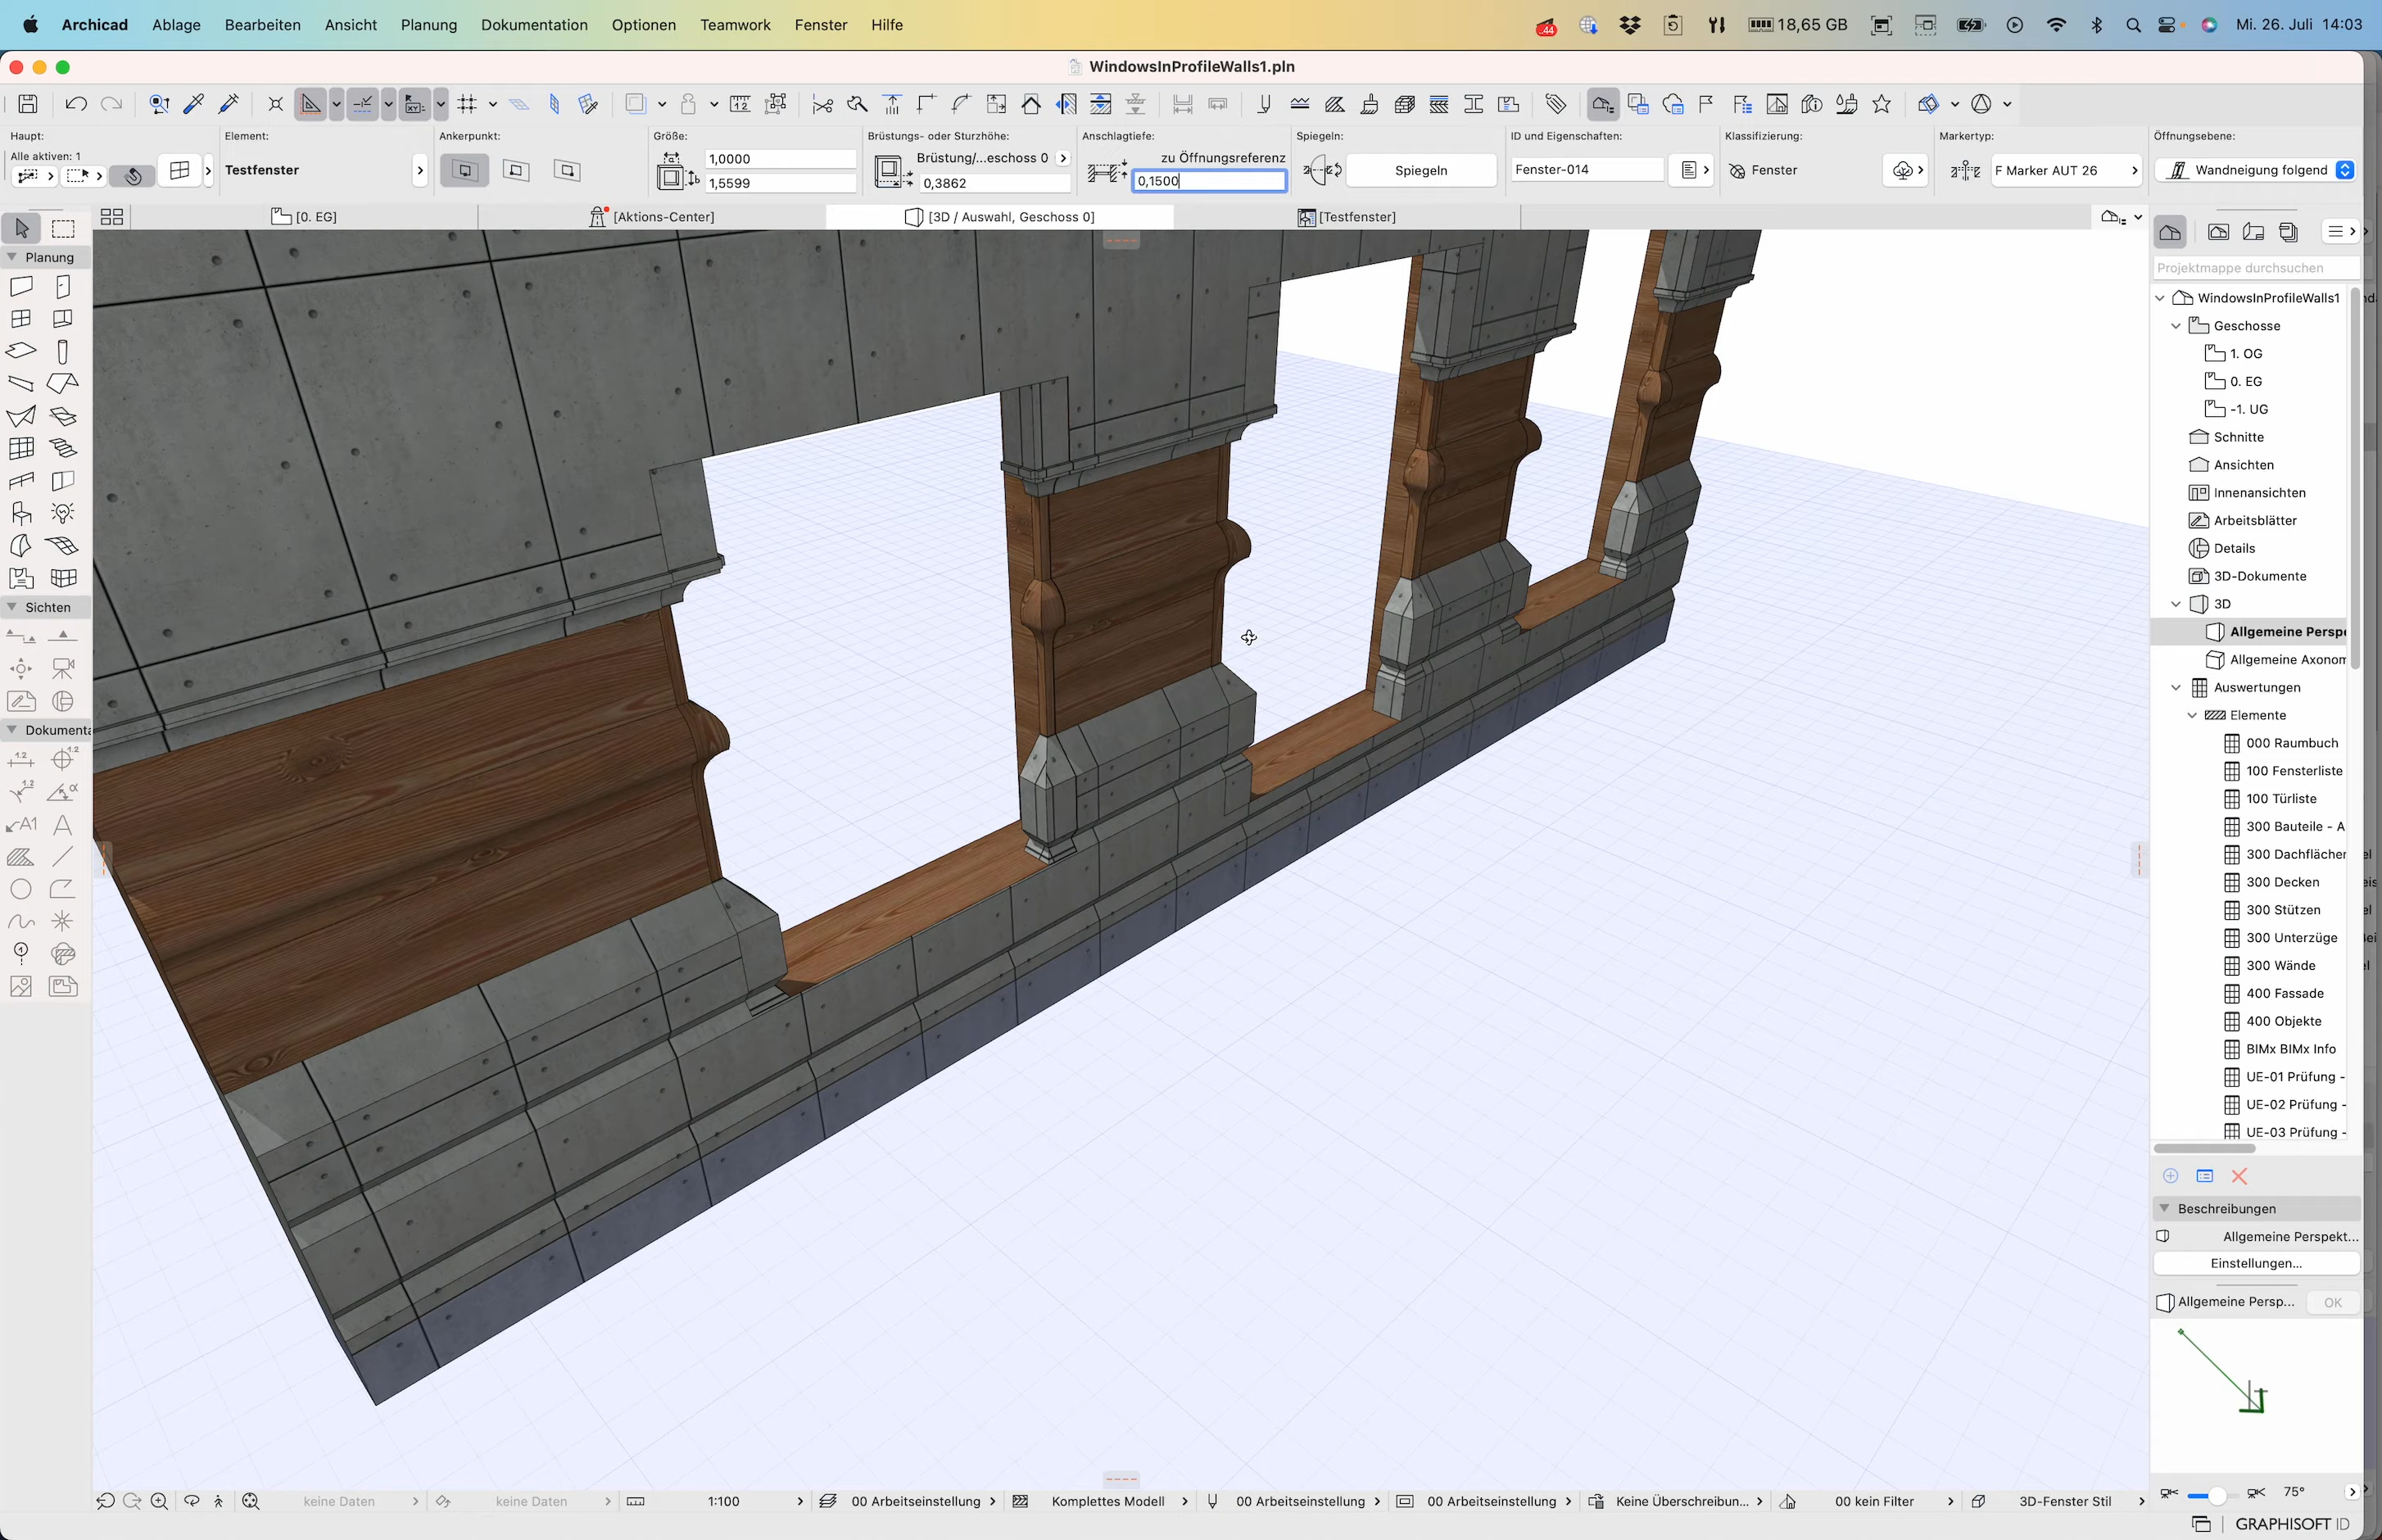 Archicad Ablage Bearbeiten Ansicht Planung Dokumentation Optionen Teamwork Fenster Hilfe 44 18,65 GB Mi. 26. Juli 14:03
WindowsInProfileWalls1.pln
Haupt: Element: Ankerpunkt: Größe: Brüstungs- oder Sturzhöhe: Anschlagtiefe: Spiegeln: ID und Eigenschaften: Klassifizierung: Markertyp: Öffnungsebene:
Alle aktiven: 1
Testfenster
1,0000
1,5599
Brüstung/...eschoss 0
0,3862
zu Öffnungsreferenz
0,1500
Spiegeln
Fenster-014
Fenster
F Marker AUT 26
Wandneigung folgend
[0. EG] [Aktions-Center] [3D / Auswahl, Geschoss 0] [Testfenster]
Planung
Sichten
Dokumenta
Projektmappe durchsuchen
WindowsInProfileWalls1
Geschosse
1. OG
0. EG
-1. UG
Schnitte
Ansichten
Innenansichten
Arbeitsblätter
Details
3D-Dokumente
3D
Allgemeine Perspe
Allgemeine Axonom
Auswertungen
Elemente
000 Raumbuch
100 Fensterliste
100 Türliste
300 Bauteile - A
300 Dachflächen
300 Decken
300 Stützen
300 Unterzüge
300 Wände
400 Fassade
400 Objekte
BIMx BIMx Info
UE-01 Prüfung -
UE-02 Prüfung -
UE-03 Prüfung -
Beschreibungen
Allgemeine Perspekt...
Einstellungen...
Allgemeine Persp... OK
keine Daten keine Daten 1:100 00 Arbeitseinstellung Komplettes Modell 00 Arbeitseinstellung 00 Arbeitseinstellung Keine Überschreibun... 00 kein Filter 3D-Fenster Stil 75°
GRAPHISOFT ID